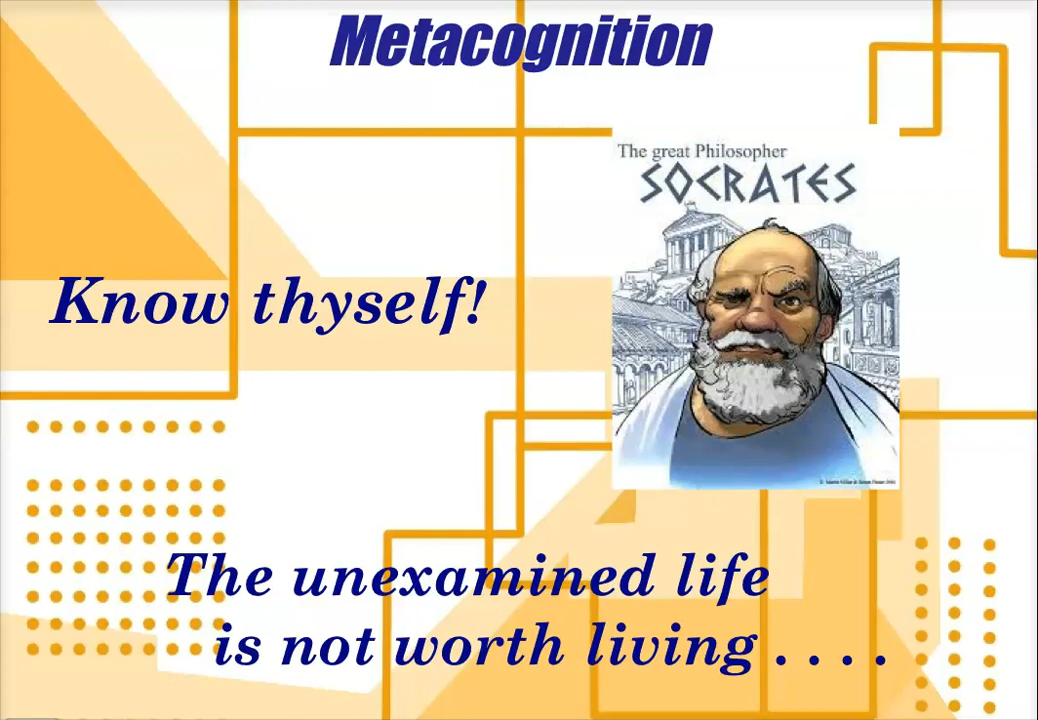 Metacognition
The great Philosopher
SOCRATES
Know thyself!
The unexamined life
is not worth living . . . .